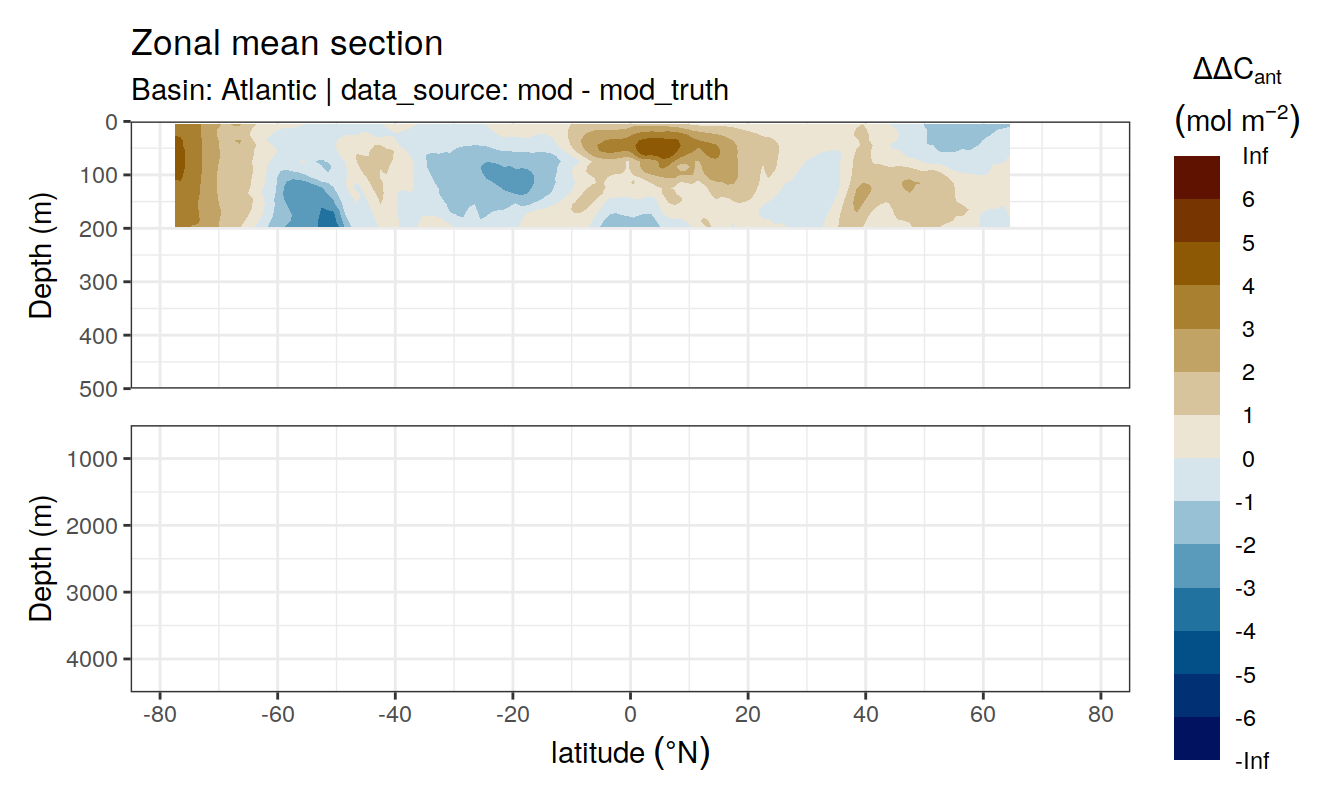 Zonal mean section
Basin: Atlantic | data_source: mod - mod_truth
ΔΔCant
(mol m−2)
Inf
6
5
4
3
2
1
0
-1
-2
-3
-4
-5
-6
-Inf
Depth (m)
0
100
200
300
400
500
Depth (m)
1000
2000
3000
4000
-80 -60 -40 -20 0 20 40 60 80
latitude (°N)